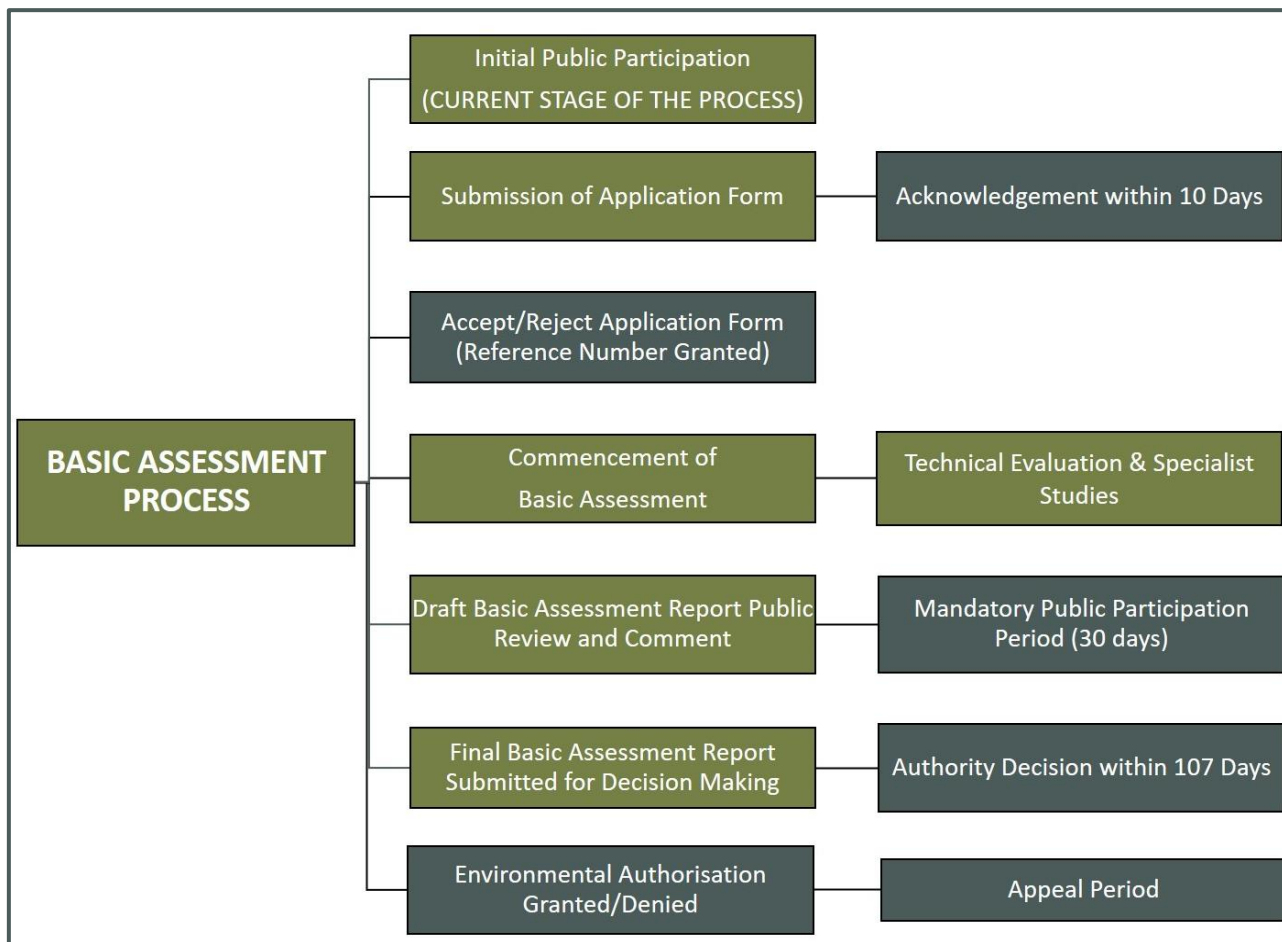 Initial Public Participation
(CURRENT STAGE OF THE PROCESS)
Submission of Application Form
Acknowledgement within 10 Days
Accept/Reject Application Form
(Reference Number Granted)
BASIC ASSESSMENT
PROCESS
Commencement of
Basic Assessment
Technical Evaluation & Specialist
Studies
Draft Basic Assessment Report Public
Review and Comment
Mandatory Public Participation
Period (30 days)
Final Basic Assessment Report
Submitted for Decision Making
Authority Decision within 107 Days
Environmental Authorisation
Granted/Denied
Appeal Period